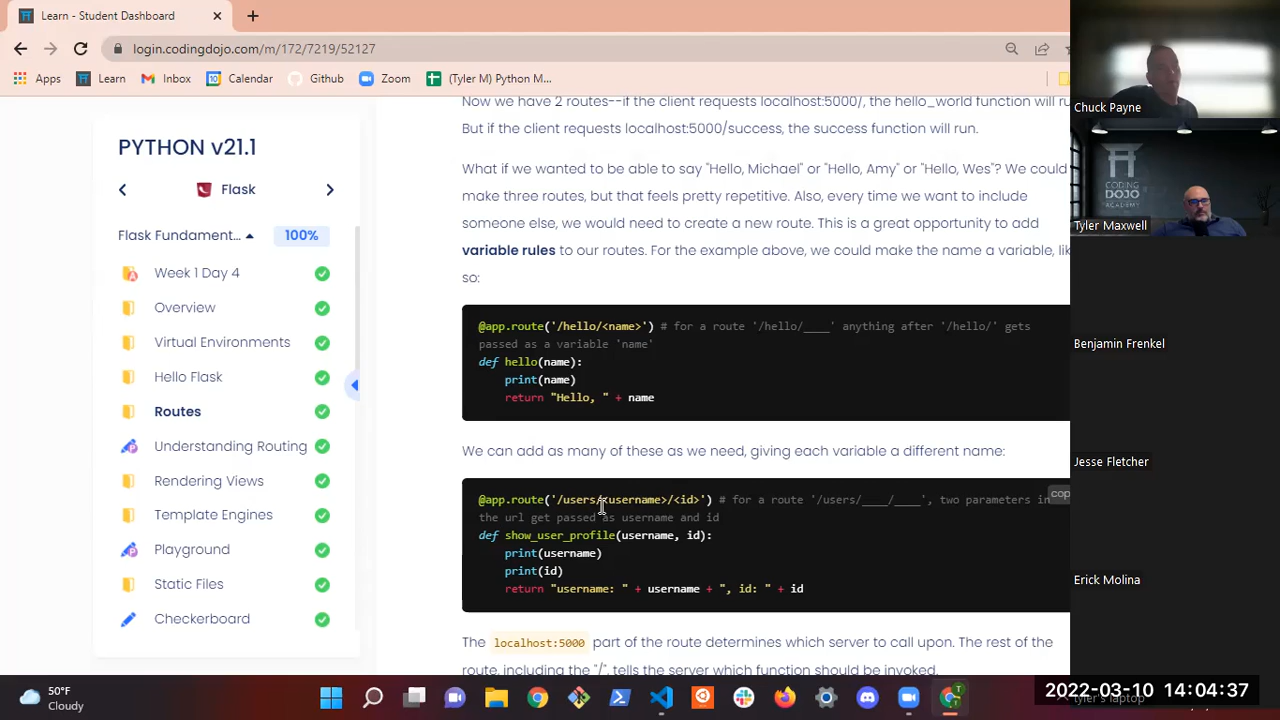 Learn - Student Dashboard
login.codingdojo.com/m/172/7219/52127
Apps Learn Inbox Calendar Github Zoom (Tyler M) Python M...
PYTHON v21.1
Flask
Flask Fundament... 100%
Week 1 Day 4
Overview
Virtual Environments
Hello Flask
Routes
Understanding Routing
Rendering Views
Template Engines
Playground
Static Files
Checkerboard
Now we have 2 routes--if the client requests localhost:5000/, the hello_world function will ru
But if the client requests localhost:5000/success, the success function will run.
What if we wanted to be able to say "Hello, Michael" or "Hello, Amy" or "Hello, Wes"? We could
make three routes, but that feels pretty repetitive. Also, every time we want to include
someone else, we would need to create a new route. This is a great opportunity to add
variable rules to our routes. For the example above, we could make the name a variable, lik
so:
@app.route('/hello/<name>') # for a route '/hello/____' anything after '/hello/' gets
passed as a variable 'name'
def hello(name):
print(name)
return "Hello, " + name
We can add as many of these as we need, giving each variable a different name:
cop
@app.route('/users/<username>/<id>') # for a route '/users/____/____', two parameters in
the url get passed as username and id
def show_user_profile(username, id):
print(username)
print(id)
return "username: " + username + ", id: " + id
The localhost:5000 part of the route determines which server to call upon. The rest of the
route, including the "/", tells the server which function should be invoked.
Chuck Payne
CODING
DOJO
ACADEMY
Tyler Maxwell
Benjamin Frenkel
Jesse Fletcher
Erick Molina
tyler's laptop
50°F
Cloudy
2022-03-10 14:04:37